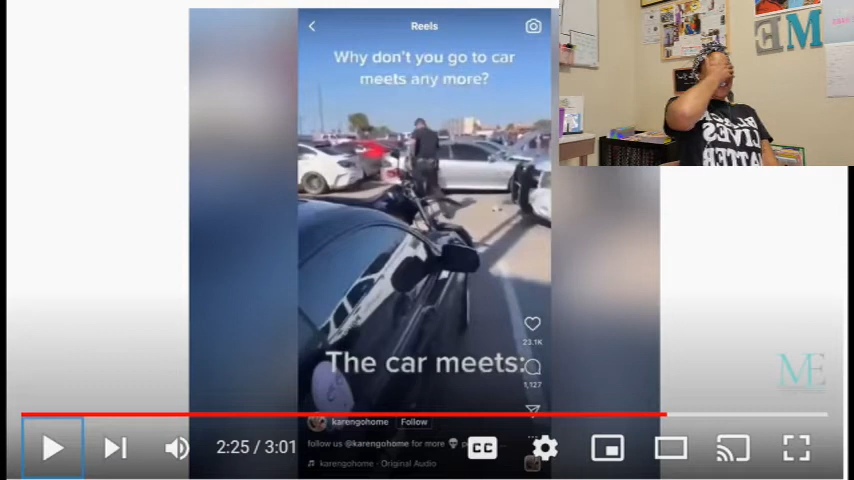 Reels
Why don't you go to car
meets any more?
The car meets:
23.1K
1,127
karengohome
Follow
follow us @karengohome for more
karengohome · Original Audio
2:25 / 3:01
CC
ME
ME
BLACK
LIVES
MATTER